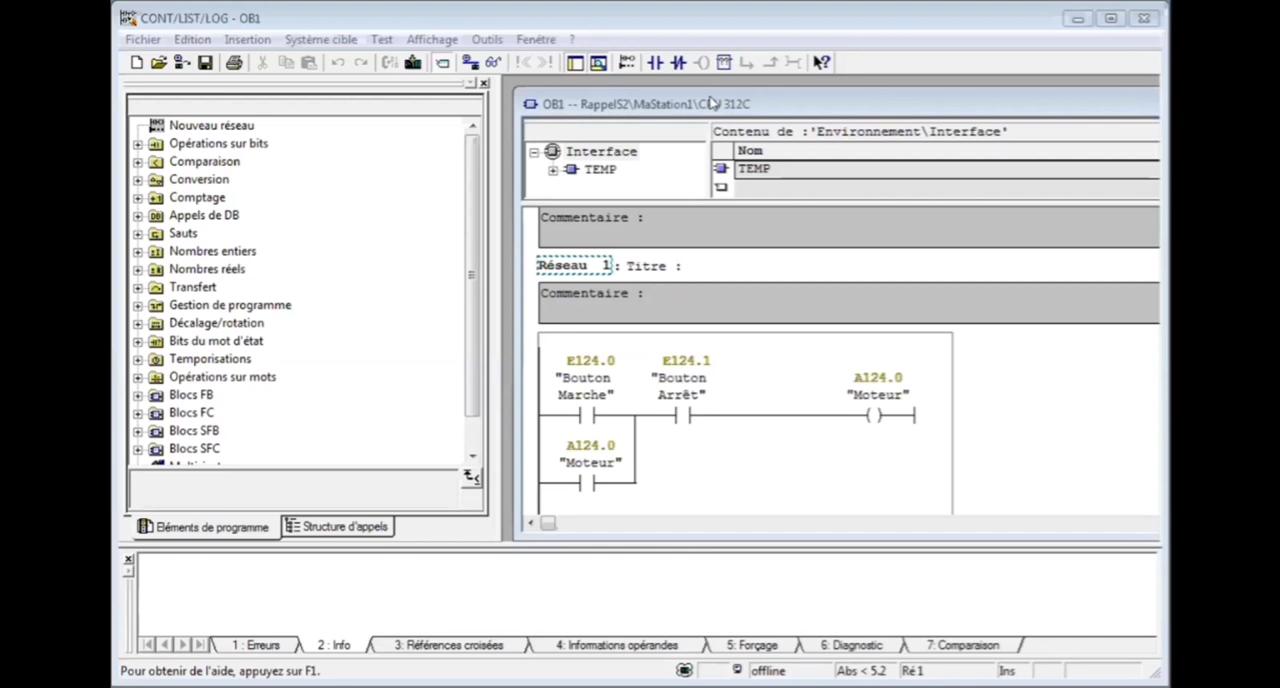 CONT/LIST/LOG - OB1
Fichier Edition Insertion Système cible Test Affichage Outils Fenêtre ?
OB1 -- RappelS2\MaStation1\ 312C
Contenu de :'Environnement\Interface'
Interface
Nom
TEMP
TEMP
Nouveau réseau
Opérations sur bits
Comparaison
Conversion
Comptage
Appels de DB
Sauts
Nombres entiers
Nombres réels
Transfert
Gestion de programme
Décalage/rotation
Bits du mot d'état
Temporisations
Opérations sur mots
Blocs FB
Blocs FC
Blocs SFB
Blocs SFC
Commentaire :
Réseau 1 : Titre :
Commentaire :
E124.0 E124.1
"Bouton "Bouton A124.0
Marche" Arrêt" "Moteur"
A124.0
"Moteur"
Eléments de programme Structure d'appels
1 : Erreurs 2 : Info 3: Références croisées 4: Informations opérandes 5: Forçage 6: Diagnostic 7: Comparaison
Pour obtenir de l'aide, appuyez sur F1. offline Abs < 5.2 Ré 1 Ins